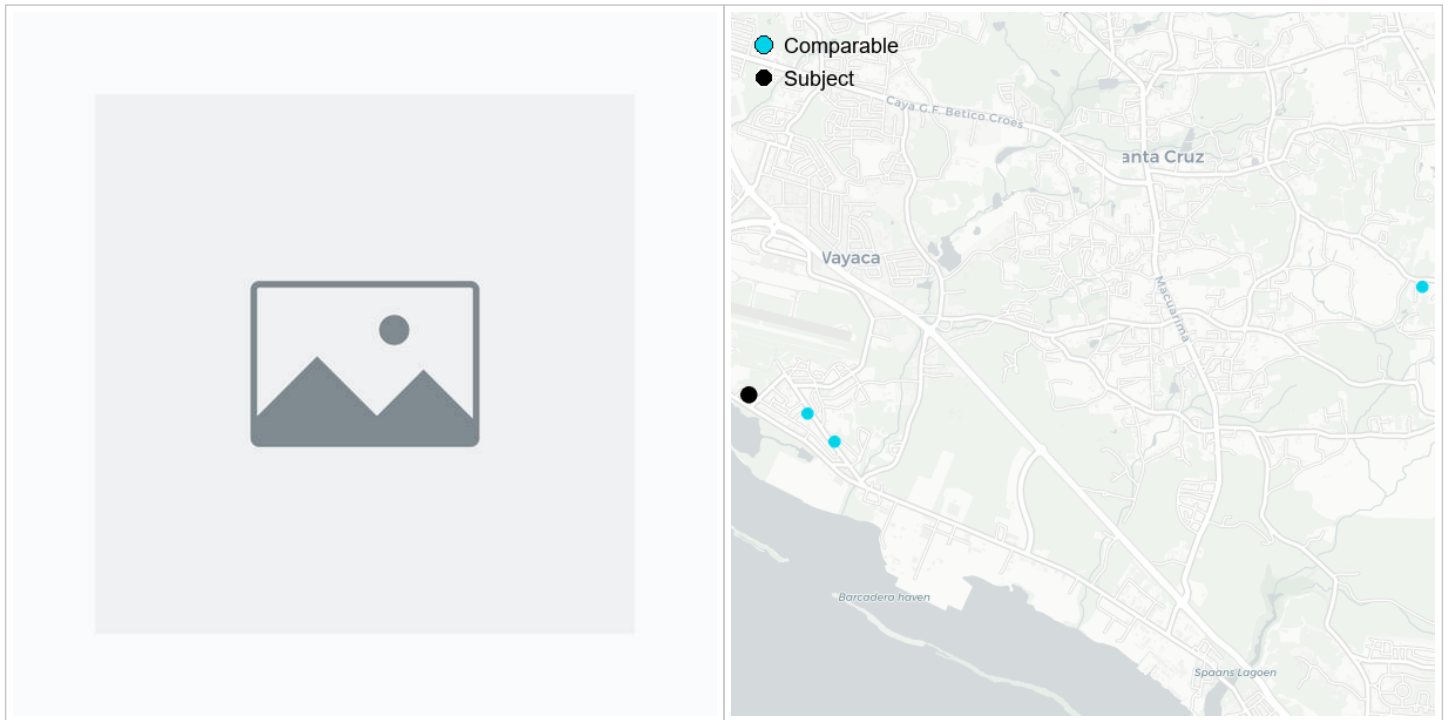 Comparable
Subject
Caya G.F. Betico Croes
anta Cruz
Vayaca
Macuarima
Barcadera haven
Spaans Lagoen